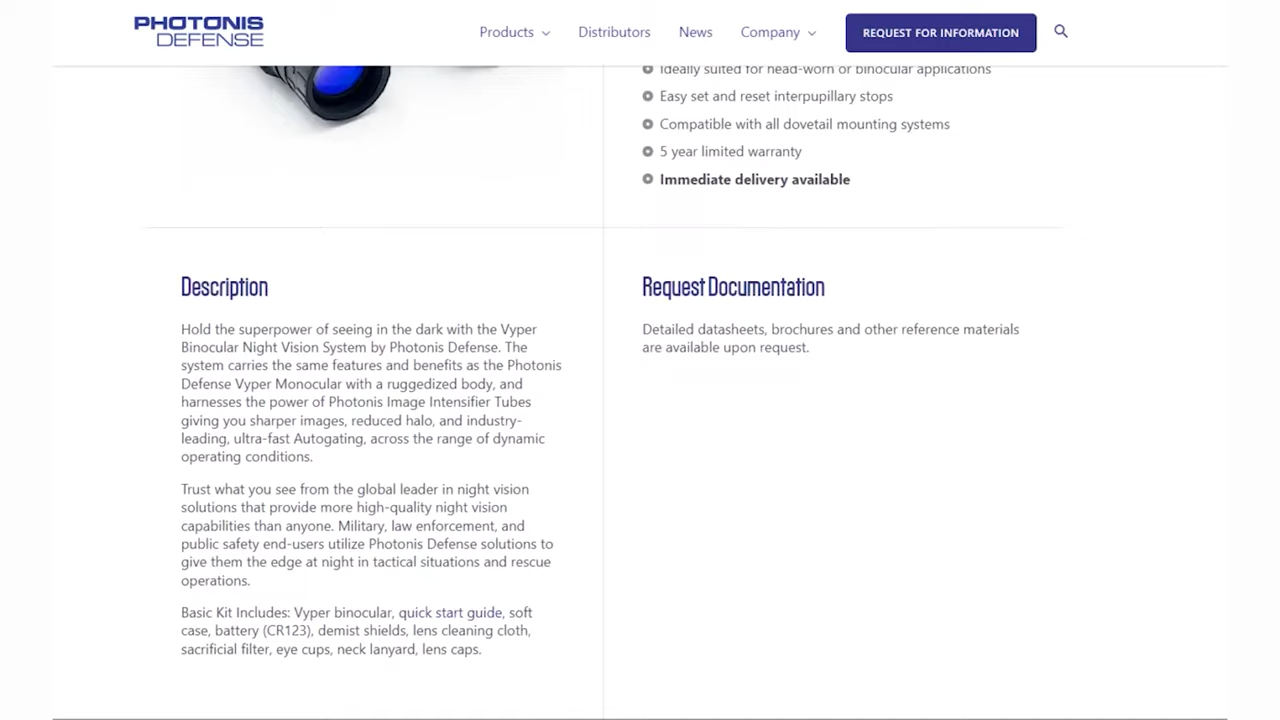 PHOTONIS
DEFENSE
Products
Distributors
News
Company
REQUEST FOR INFORMATION
Ideally suited for head-worn or binocular applications
Easy set and reset interpupillary stops
Compatible with all dovetail mounting systems
5 year limited warranty
Immediate delivery available
Description
Hold the superpower of seeing in the dark with the Vyper
Binocular Night Vision System by Photonis Defense. The
system carries the same features and benefits as the Photonis
Defense Vyper Monocular with a ruggedized body, and
harnesses the power of Photonis Image Intensifier Tubes
giving you sharper images, reduced halo, and industry-
leading, ultra-fast Autogating, across the range of dynamic
operating conditions.
Trust what you see from the global leader in night vision
solutions that provide more high-quality night vision
capabilities than anyone. Military, law enforcement, and
public safety end-users utilize Photonis Defense solutions to
give them the edge at night in tactical situations and rescue
operations.
Basic Kit Includes: Vyper binocular, quick start guide, soft
case, battery (CR123), demist shields, lens cleaning cloth,
sacrificial filter, eye cups, neck lanyard, lens caps.
Request Documentation
Detailed datasheets, brochures and other reference materials
are available upon request.